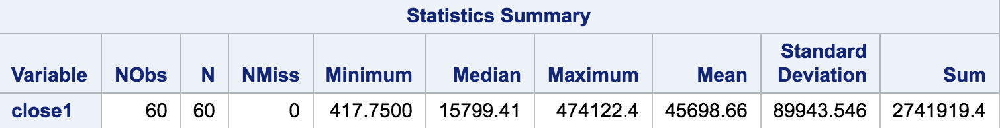 Statistics Summary
Variable NObs N NMiss Minimum Median Maximum Mean Standard Deviation Sum
close1 60 60 0 417.7500 15799.41 474122.4 45698.66 89943.546 2741919.4